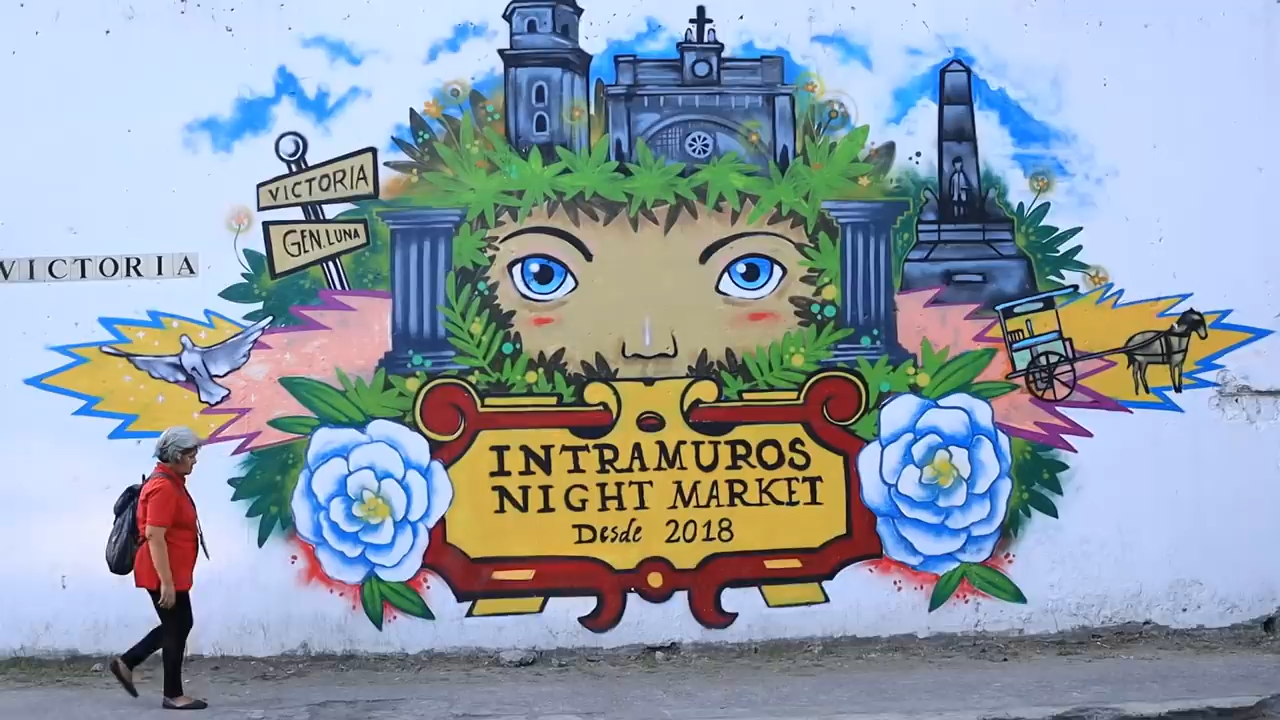 VICTORIA
GEN. LUNA
VICTORIA
INTRAMUROS
NIGHT MARKET
Desde 2018